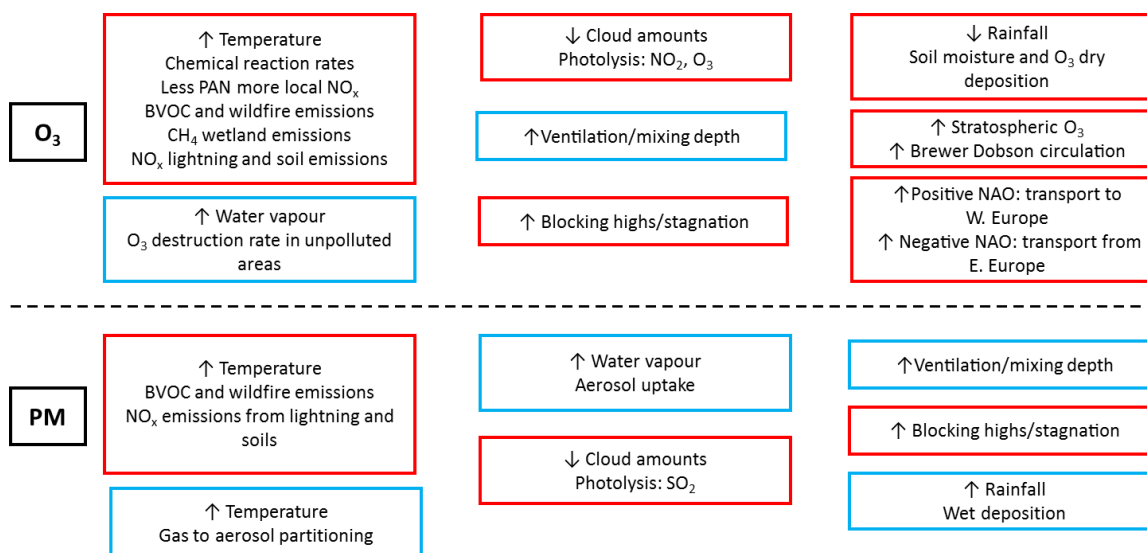 O₃
↑ Temperature
Chemical reaction rates
Less PAN more local NOₓ
BVOC and wildfire emissions
CH₄ wetland emissions
NOₓ lightning and soil emissions
↑ Water vapour
O₃ destruction rate in unpolluted
areas
↓ Cloud amounts
Photolysis: NO₂, O₃
↑Ventilation/mixing depth
↑ Blocking highs/stagnation
↓ Rainfall
Soil moisture and O₃ dry
deposition
↑ Stratospheric O₃
↑ Brewer Dobson circulation
↑Positive NAO: transport to
W. Europe
↑ Negative NAO: transport from
E. Europe
PM
↑ Temperature
BVOC and wildfire emissions
NOₓ emissions from lightning and
soils
↑ Temperature
Gas to aerosol partitioning
↑ Water vapour
Aerosol uptake
↓ Cloud amounts
Photolysis: SO₂
↑Ventilation/mixing depth
↑ Blocking highs/stagnation
↑ Rainfall
Wet deposition